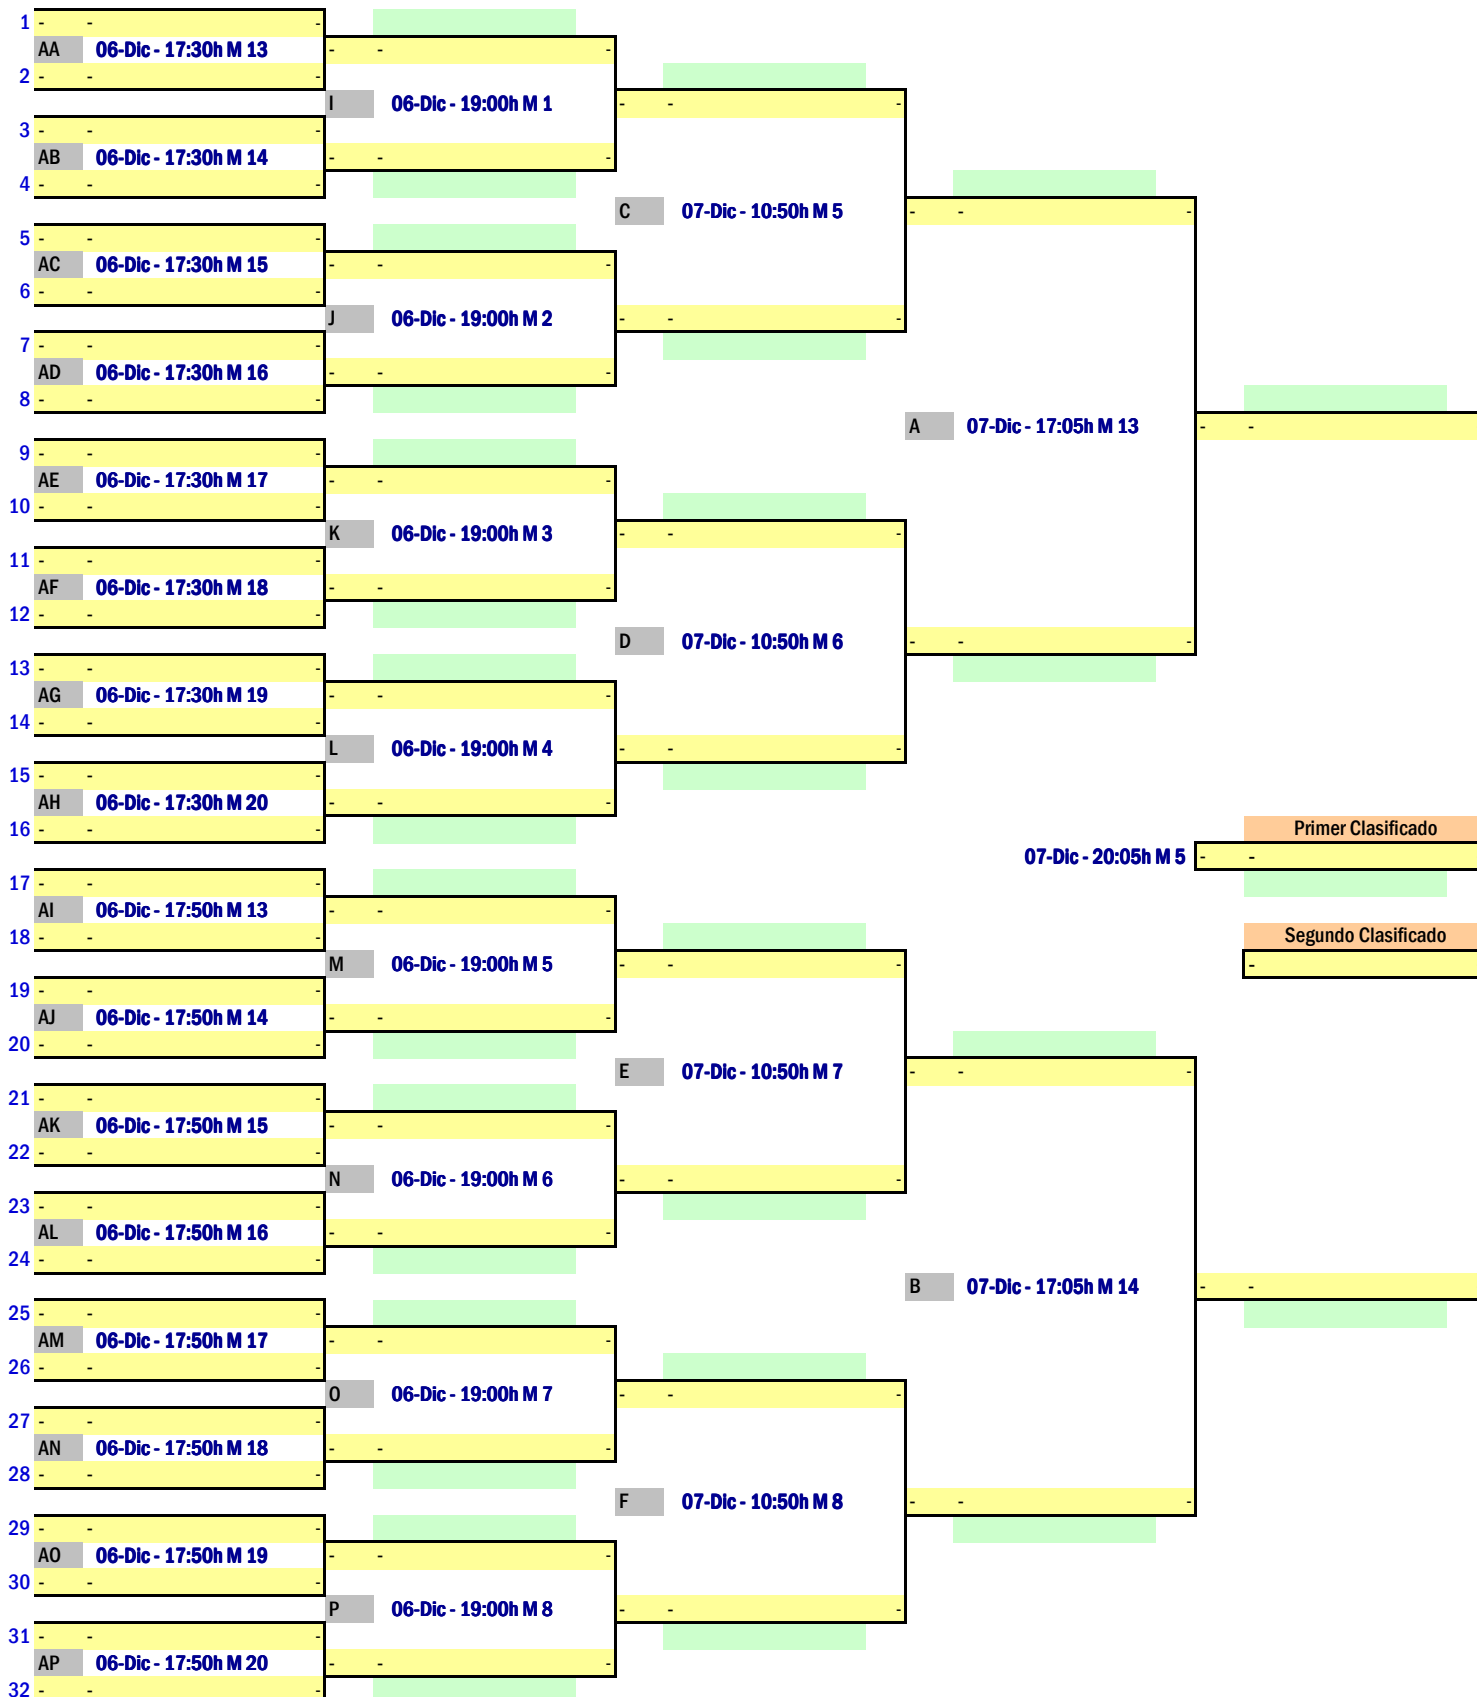 1 - - -
AA 06-Dic - 17:30h M 13 - - -
2 - - -
I 06-Dic - 19:00h M 1 - - -
3 - - -
AB 06-Dic - 17:30h M 14 - - -
4 - - -
C 07-Dic - 10:50h M 5 - - -
5 - - -
AC 06-Dic - 17:30h M 15 - - -
6 - - -
J 06-Dic - 19:00h M 2 - - -
7 - - -
AD 06-Dic - 17:30h M 16 - - -
8 - - -
A 07-Dic - 17:05h M 13 - -
9 - - -
AE 06-Dic - 17:30h M 17 - - -
10 - - -
K 06-Dic - 19:00h M 3 - - -
11 - - -
AF 06-Dic - 17:30h M 18 - - -
12 - - -
D 07-Dic - 10:50h M 6 - - -
13 - - -
AG 06-Dic - 17:30h M 19 - - -
14 - - -
L 06-Dic - 19:00h M 4 - - -
15 - - -
AH 06-Dic - 17:30h M 20 - - -
16 - - -
Primer Clasificado
07-Dic - 20:05h M 5 - -
17 - - -
AI 06-Dic - 17:50h M 13 - - -
18 - - -
Segundo Clasificado
M 06-Dic - 19:00h M 5 - - - -
19 - - -
AJ 06-Dic - 17:50h M 14 - - -
20 - - -
E 07-Dic - 10:50h M 7 - - -
21 - - -
AK 06-Dic - 17:50h M 15 - - -
22 - - -
N 06-Dic - 19:00h M 6 - - -
23 - - -
AL 06-Dic - 17:50h M 16 - - -
24 - - -
B 07-Dic - 17:05h M 14 - -
25 - - -
AM 06-Dic - 17:50h M 17 - - -
26 - - -
O 06-Dic - 19:00h M 7 - - -
27 - - -
AN 06-Dic - 17:50h M 18 - - -
28 - - -
F 07-Dic - 10:50h M 8 - - -
29 - - -
AO 06-Dic - 17:50h M 19 - - -
30 - - -
P 06-Dic - 19:00h M 8 - - -
31 - - -
AP 06-Dic - 17:50h M 20 - - -
32 - - -